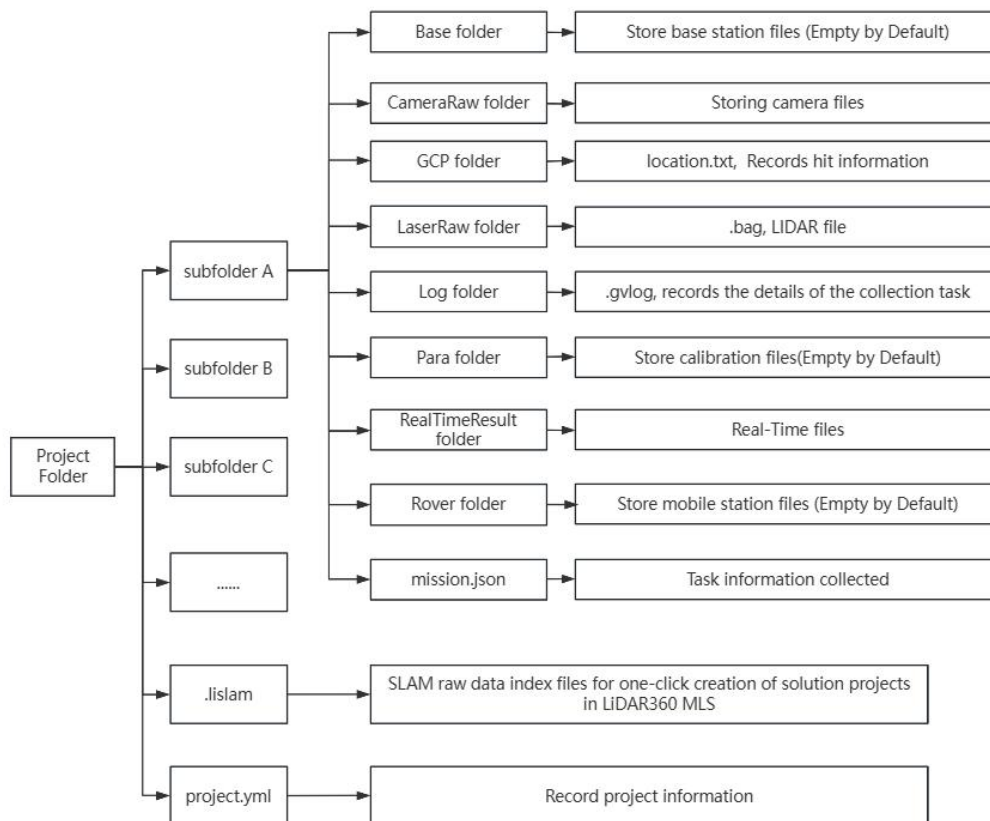 Base folder
Store base station files (Empty by Default)
CameraRaw folder
Storing camera files
GCP folder
location.txt, Records hit information
LaserRaw folder
.bag, LIDAR file
subfolder A
Log folder
.gvlog, records the details of the collection task
Para folder
Store calibration files(Empty by Default)
subfolder B
RealTimeResult
folder
Real-Time files
Project
Folder
subfolder C
Rover folder
Store mobile station files (Empty by Default)
......
mission.json
Task information collected
.lislam
SLAM raw data index files for one-click creation of solution projects
in LiDAR360 MLS
project.yml
Record project information